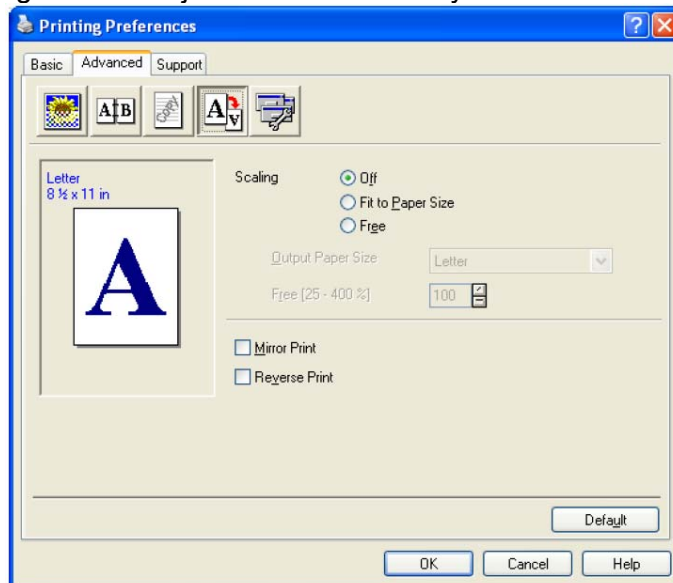 Printing Preferences
Basic Advanced Support
A B copy A A
Letter
8 ½ x 11 in
A
Scaling Off
Fit to Paper Size
Free
Output Paper Size Letter
Free [25 - 400 %] 100
Mirror Print
Reverse Print
Default
OK Cancel Help